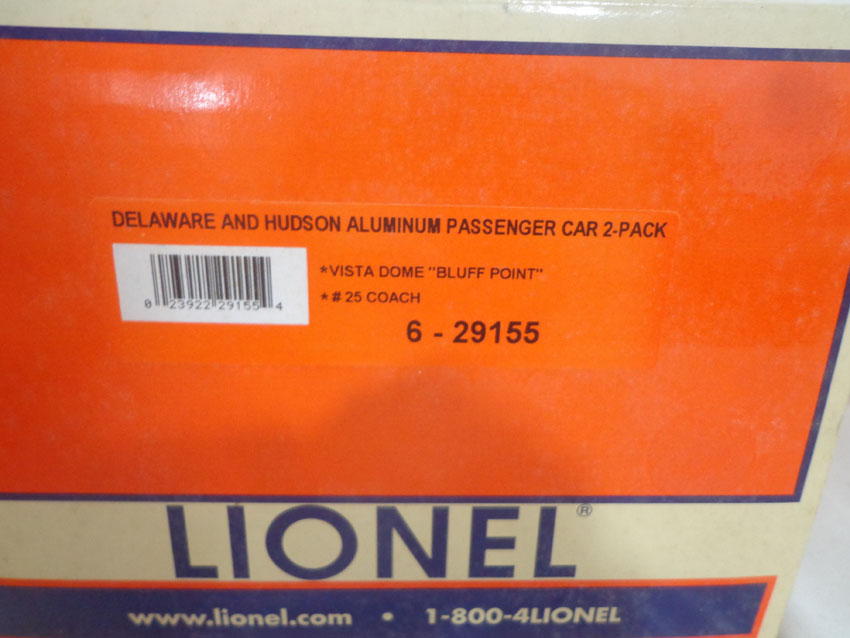 DELAWARE AND HUDSON ALUMINUM PASSENGER CAR 2-PACK
*VISTA DOME "BLUFF POINT"
*#25 COACH
0 23922 29155 4
6 - 29155
LIONEL®
www.lionel.com • 1-800-4LIONEL